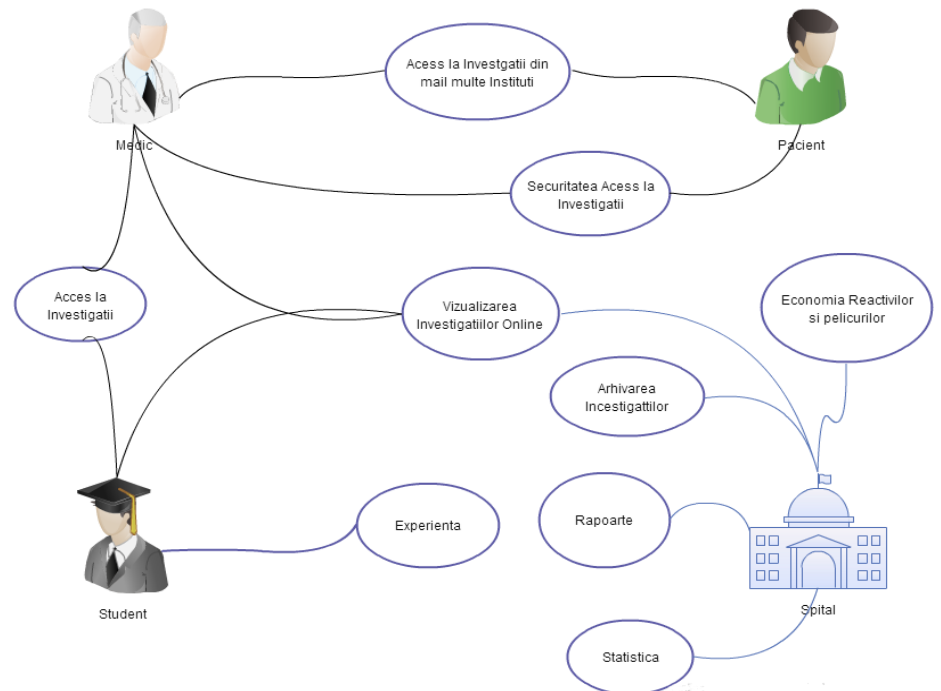 Acess la Investgatii din
mail multe Instituti
Medic
Pacient
Securitatea Acess la
Investigatii
Acces la
Investigatii
Vizualizarea
Investigatiilor Online
Economia Reactivilor
si pelicurilor
Arhivarea
Incestigattilor
Experienta
Rapoarte
Student
Spital
Statistica